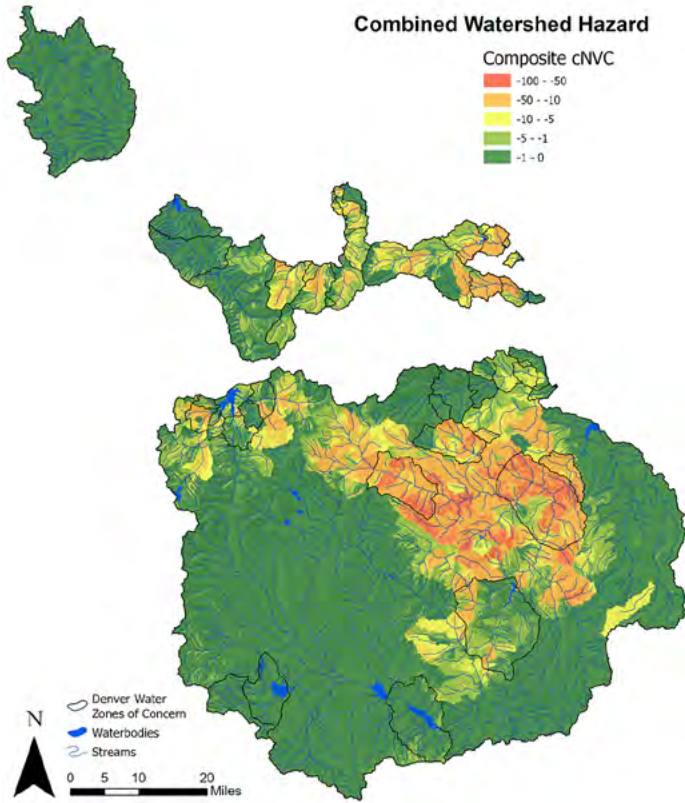 Combined Watershed Hazard
Composite cNVC
-100 - -50
-50 - -10
-10 - -5
-5 - -1
-1 - 0
Denver Water
Zones of Concern
Waterbodies
Streams
N
0 5 10 20
Miles